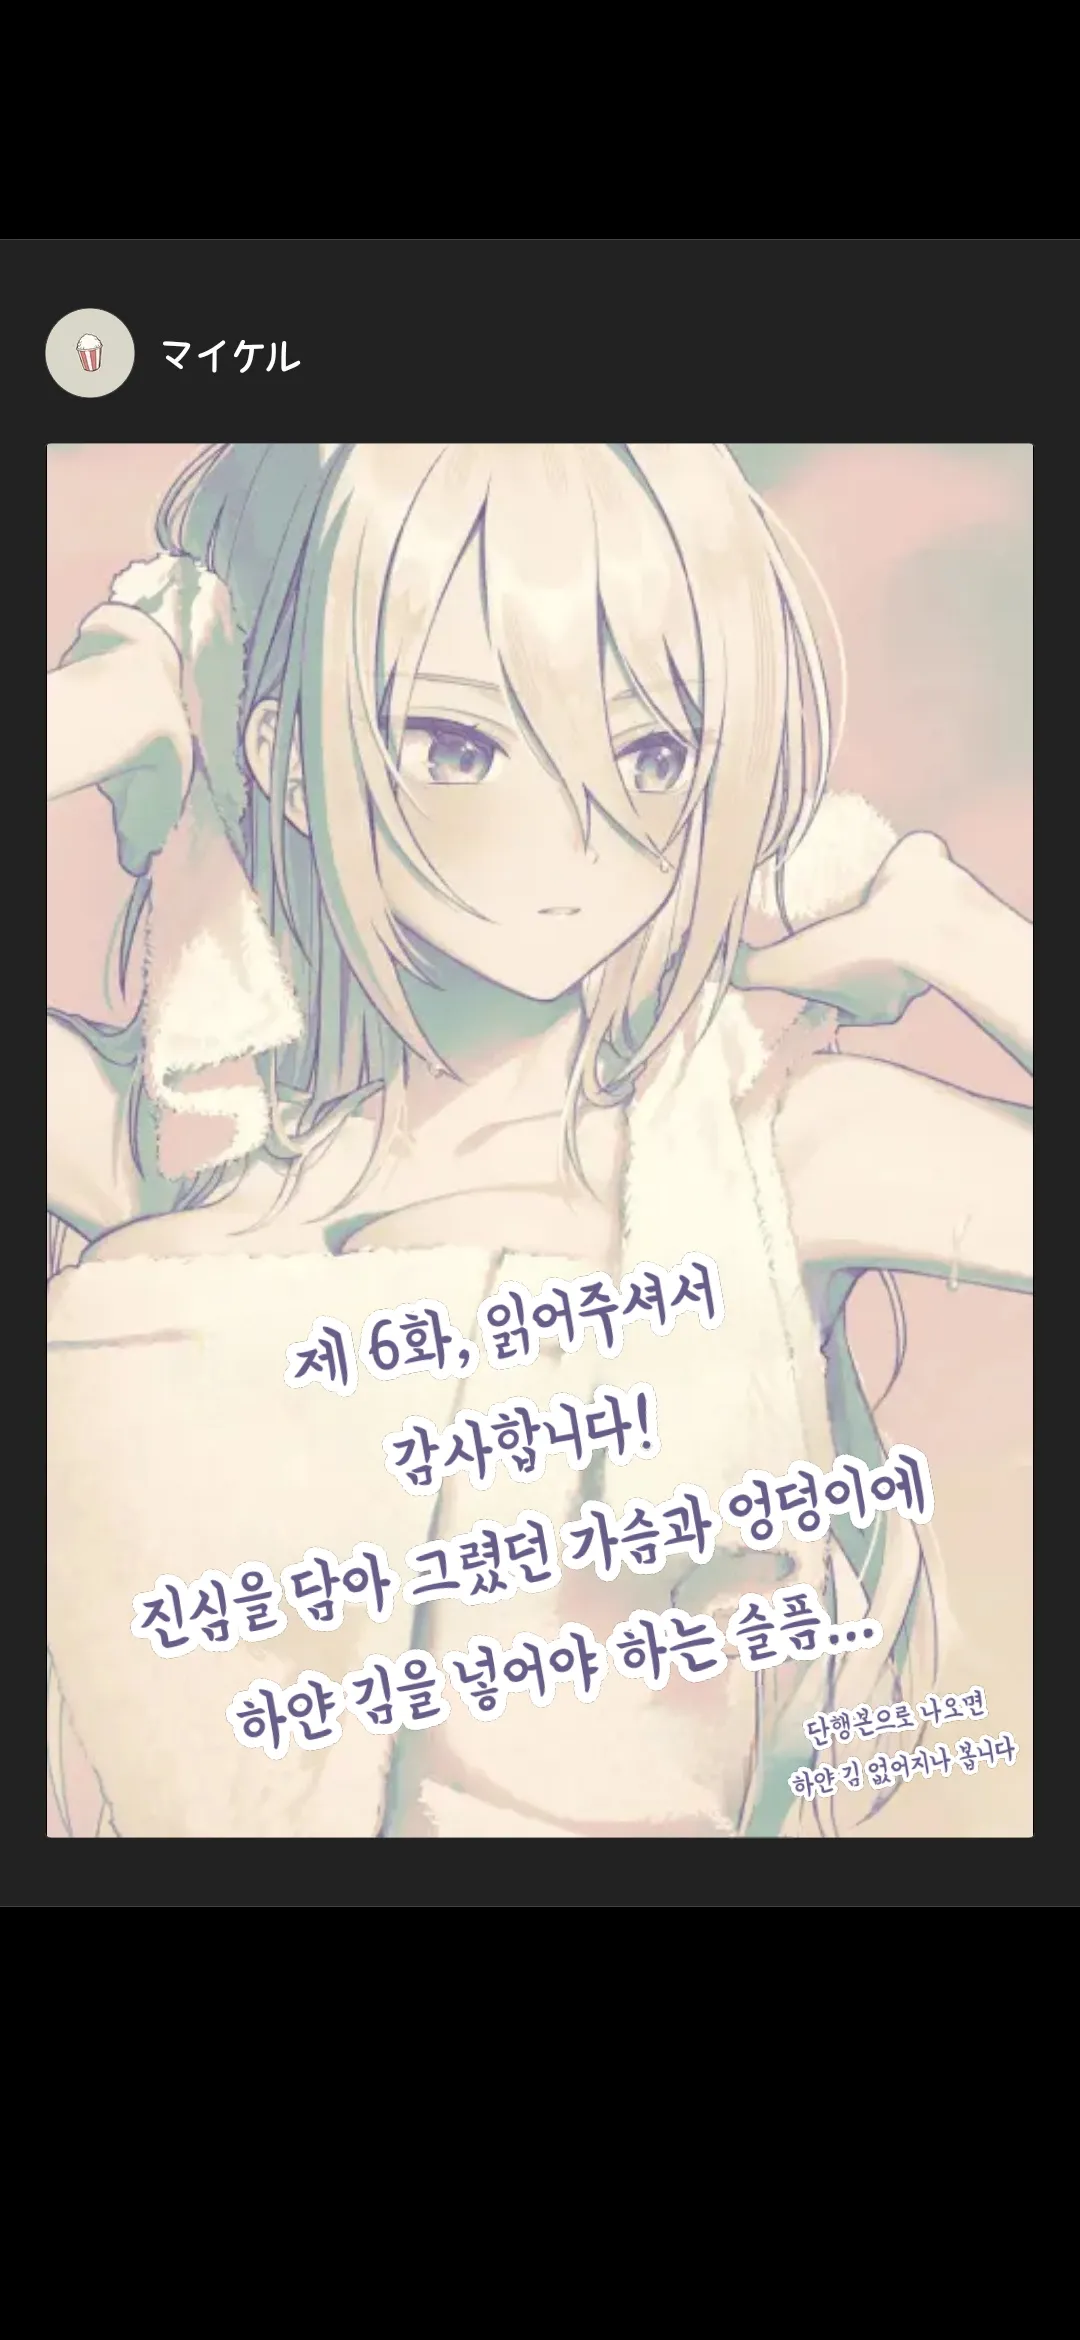 マイケル
제 6화, 읽어주셔서
감사합니다!
진심을 담아 그렸던 가슴과 엉덩이에
하얀 김을 넣어야 하는 슬픔...
단행본으로 나오면
하얀 김 없어지나 봅니다